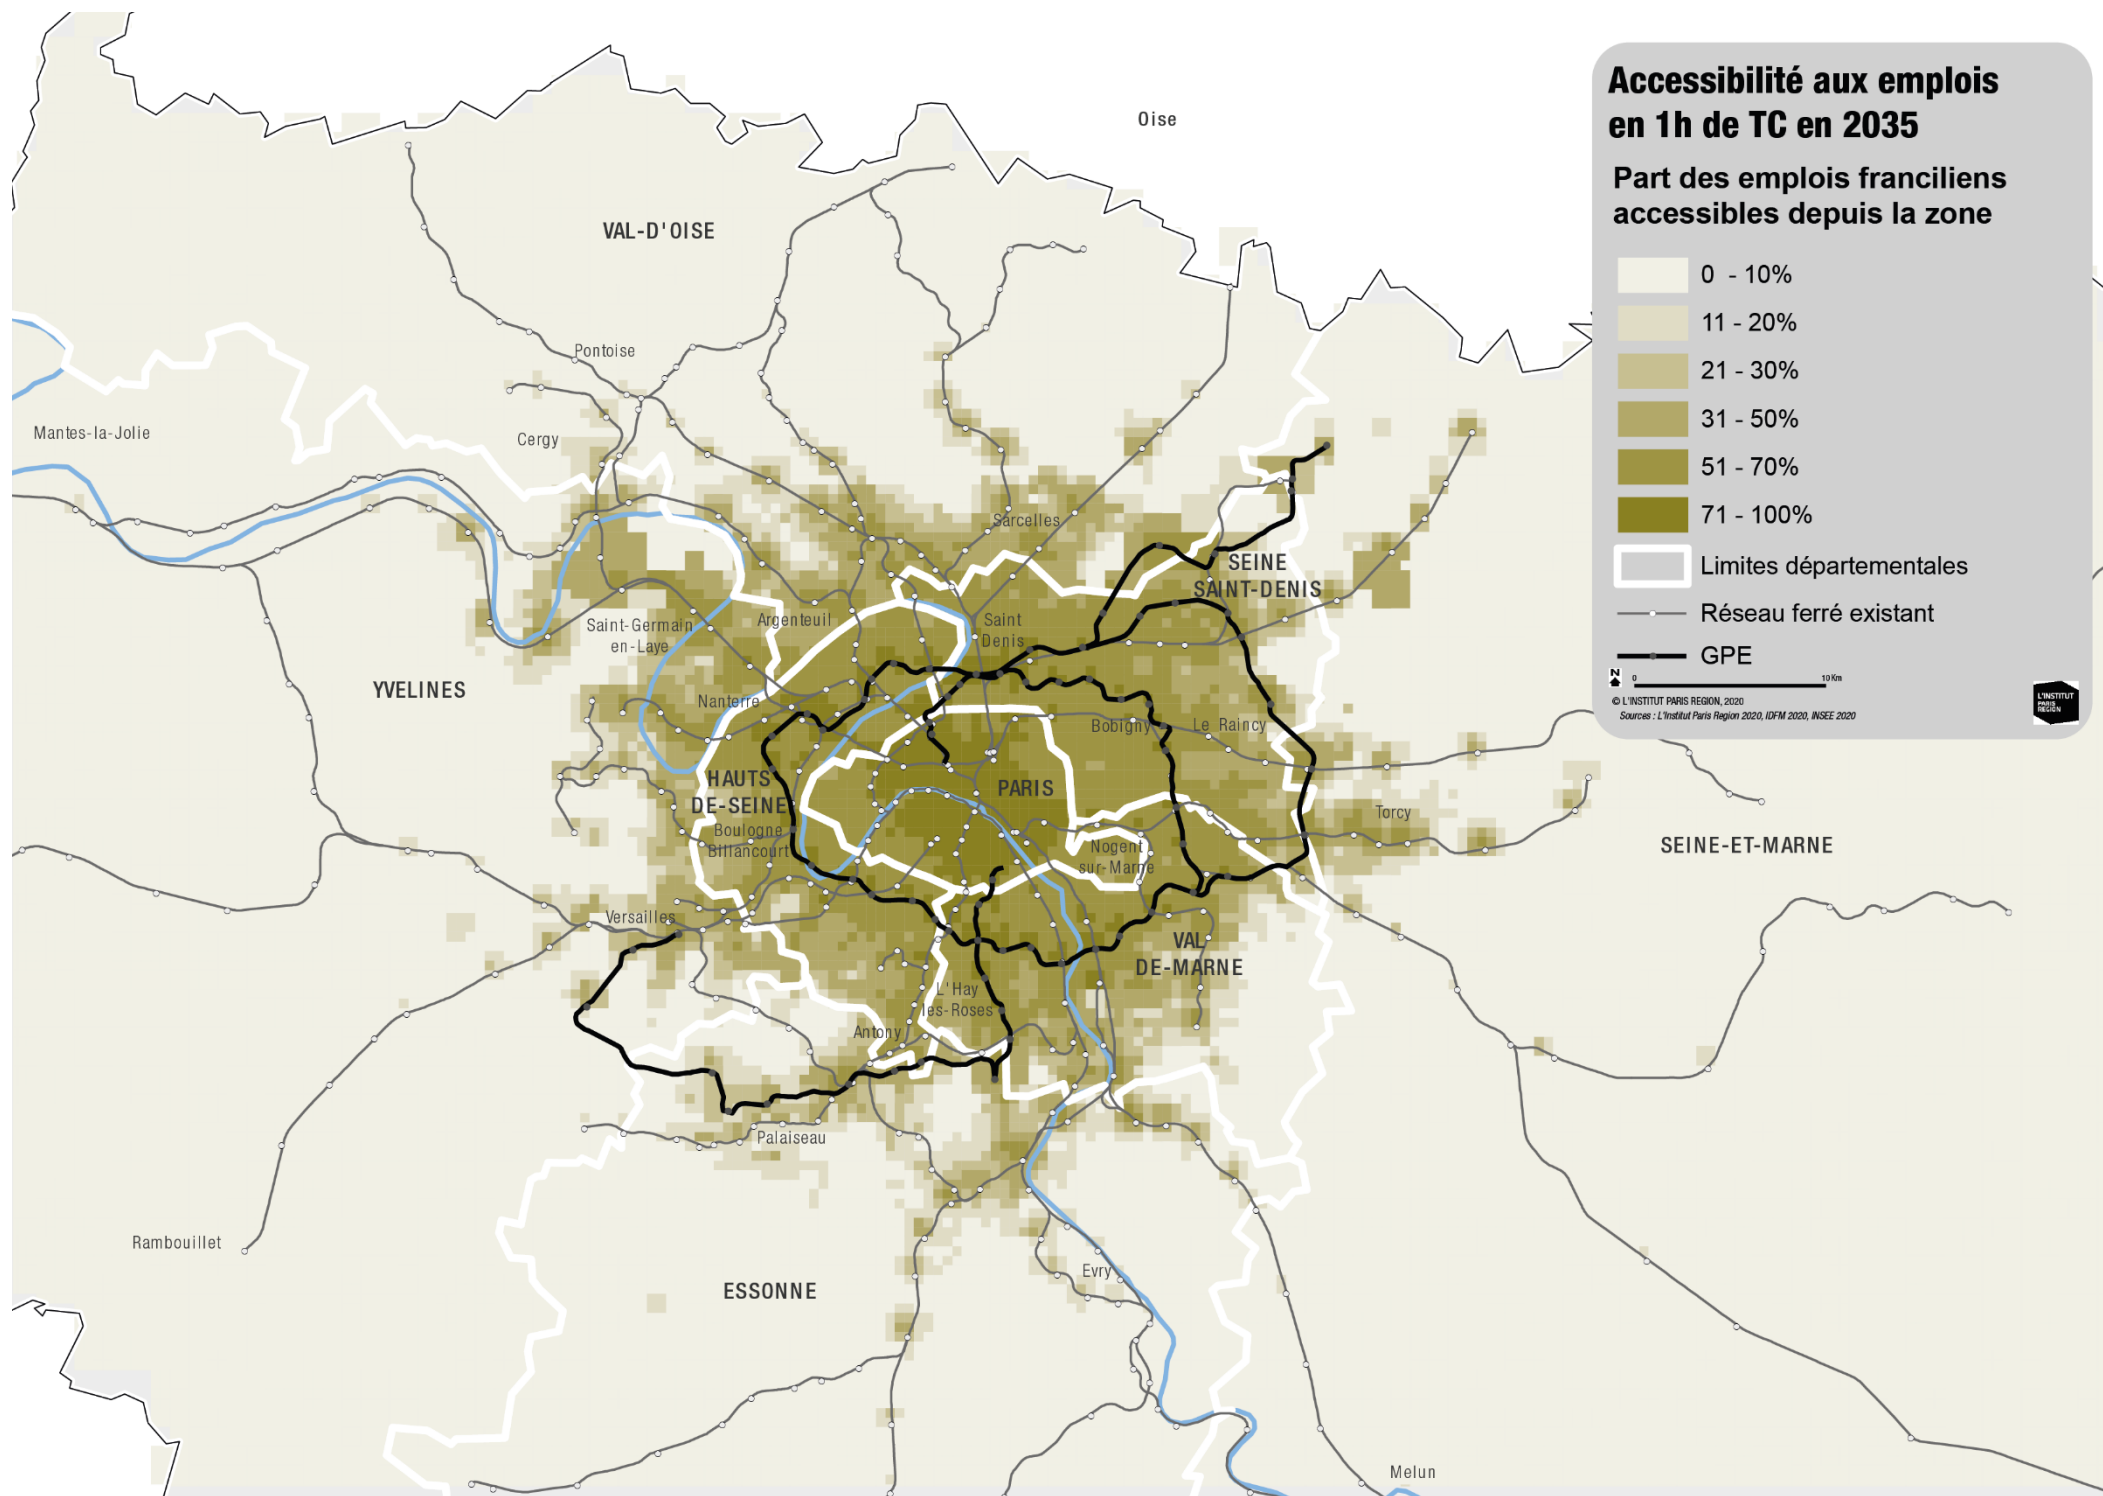 Accessibilité aux emplois
en 1h de TC en 2035
Part des emplois franciliens
accessibles depuis la zone
0 - 10%
11 - 20%
21 - 30%
31 - 50%
51 - 70%
71 - 100%
Limites départementales
Réseau ferré existant
GPE
N
0
10 Km
© L'INSTITUT PARIS REGION, 2020
Sources : L'Institut Paris Region 2020, IDFM 2020, INSEE 2020
L'INSTITUT
PARIS
REGION
Oise
VAL-D'OISE
Pontoise
Cergy
Mantes-la-Jolie
Sarcelles
SEINE
SAINT-DENIS
Saint-Germain
en-Laye
Argenteuil
Saint
Denis
YVELINES
Nanterre
Bobigny
Le Raincy
HAUTS
DE-SEINE
PARIS
Boulogne
Billancourt
Nogent
sur-Marne
Torcy
SEINE-ET-MARNE
Versailles
VAL
DE-MARNE
L'Hay
les-Roses
Antony
Palaiseau
Rambouillet
ESSONNE
Evry
Melun